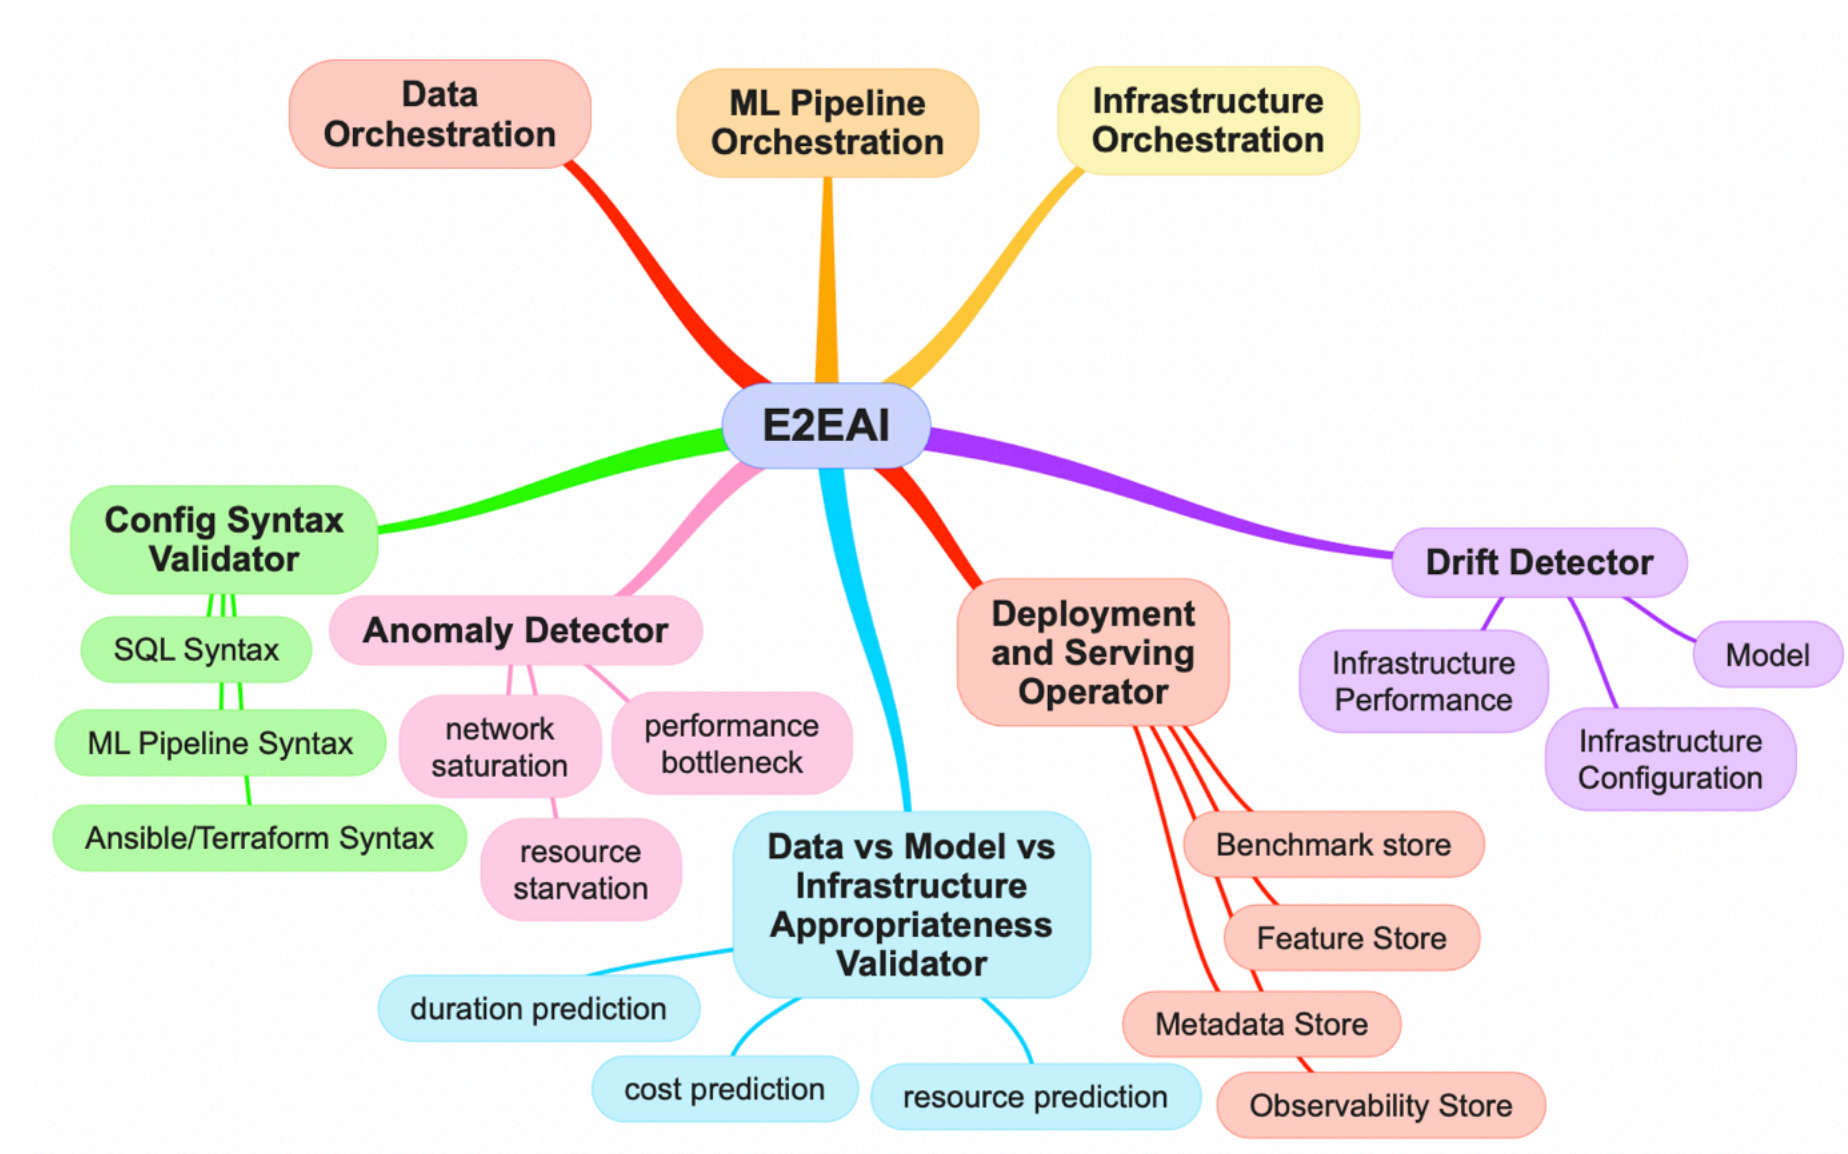 Data
Orchestration
ML Pipeline
Orchestration
Infrastructure
Orchestration
E2EAI
Config Syntax
Validator
SQL Syntax
ML Pipeline Syntax
Ansible/Terraform Syntax
Anomaly Detector
network
saturation
performance
bottleneck
resource
starvation
Data vs Model vs
Infrastructure
Appropriateness
Validator
duration prediction
cost prediction
resource prediction
Deployment
and Serving
Operator
Benchmark store
Feature Store
Metadata Store
Observability Store
Drift Detector
Infrastructure
Performance
Infrastructure
Configuration
Model